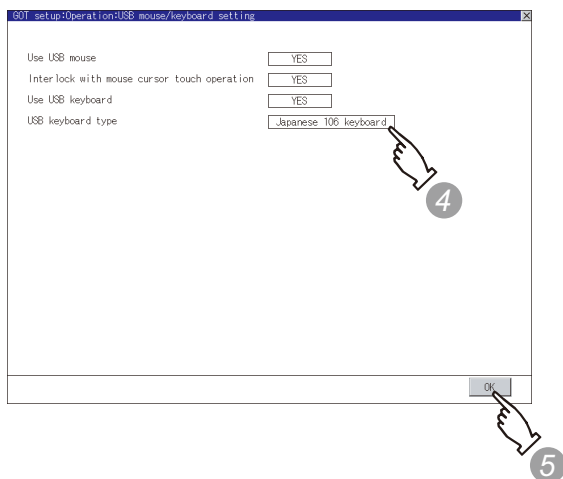 GOT setup:Operation:USB mouse/keyboard setting
Use USB mouse YES
Interlock with mouse cursor touch operation YES
Use USB keyboard YES
USB keyboard type Japanese 106 keyboard
4
OK
5